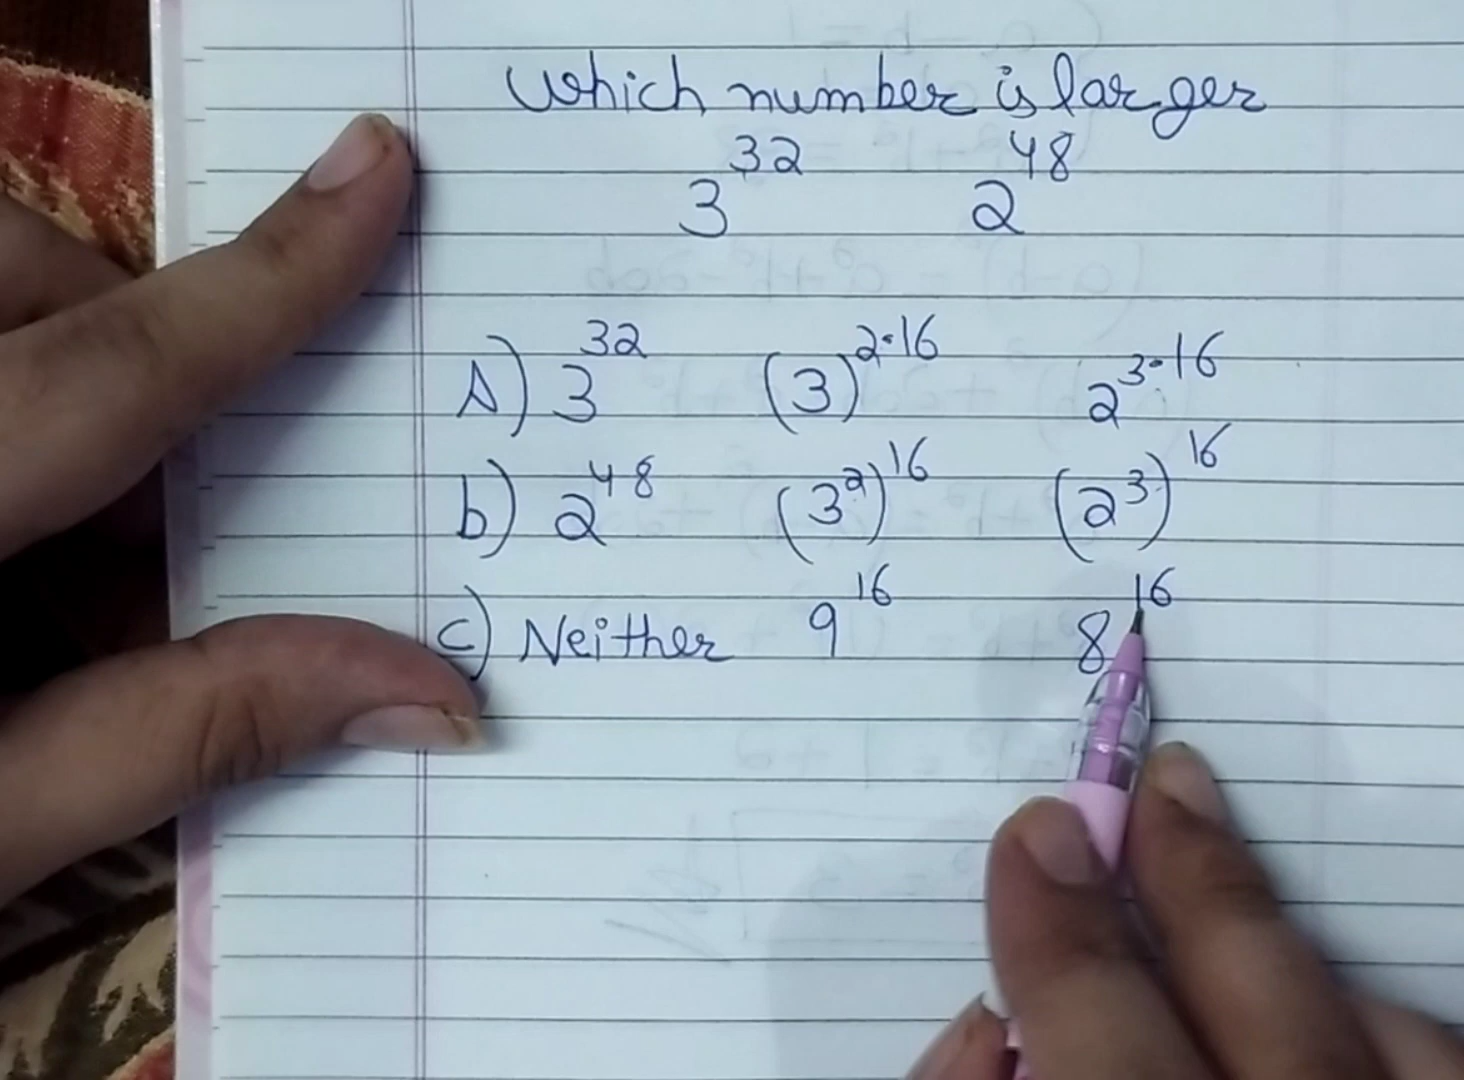 Which number is larger
3^32 2^48
A) 3^32 (3)^2·16 2^3·16
b) 2^48 (3^2)^16 (2^3)^16
c) Neither 9^16 8^16